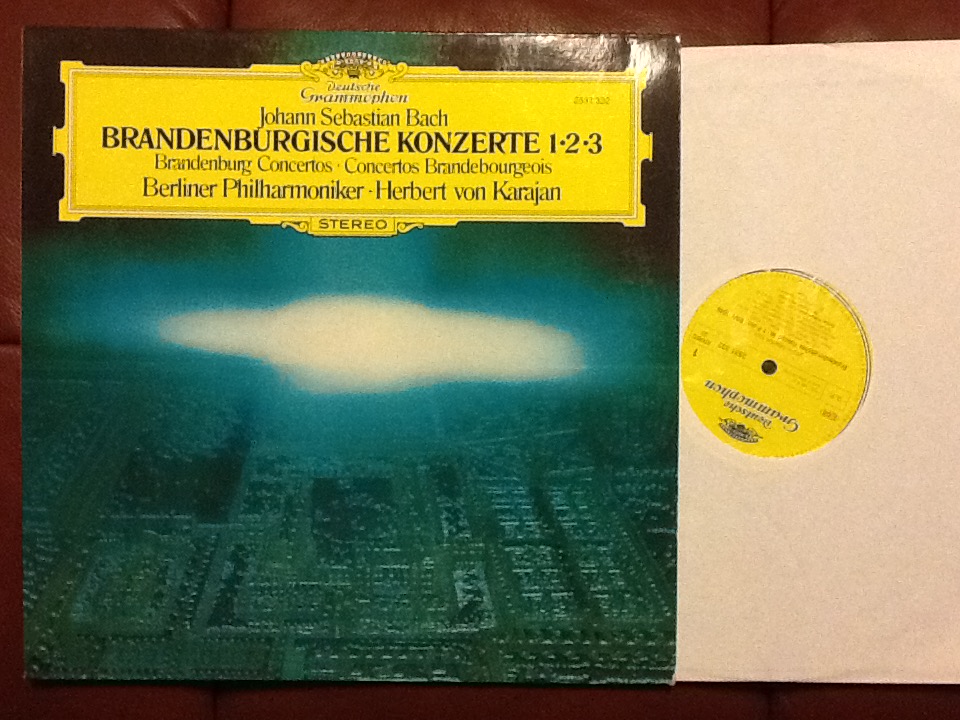 Deutsche
Grammophon
Johann Sebastian Bach
BRANDENBURGISCHE KONZERTE 1·2·3
Brandenburg Concertos · Concertos Brandebourgeois
Berliner Philharmoniker · Herbert von Karajan
STEREO
Deutsche
Grammophon
1